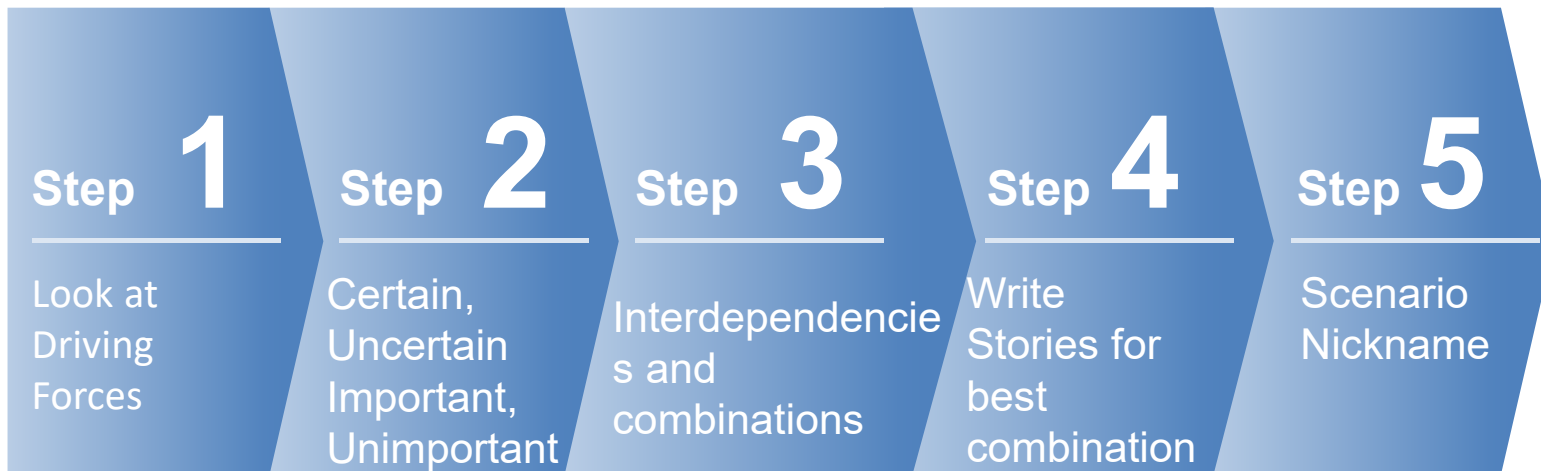 Step 1
Look at
Driving
Forces
Step 2
Certain,
Uncertain
Important,
Unimportant
Step 3
Interdependencie
s and
combinations
Step 4
Write
Stories for
best
combination
Step 5
Scenario
Nickname